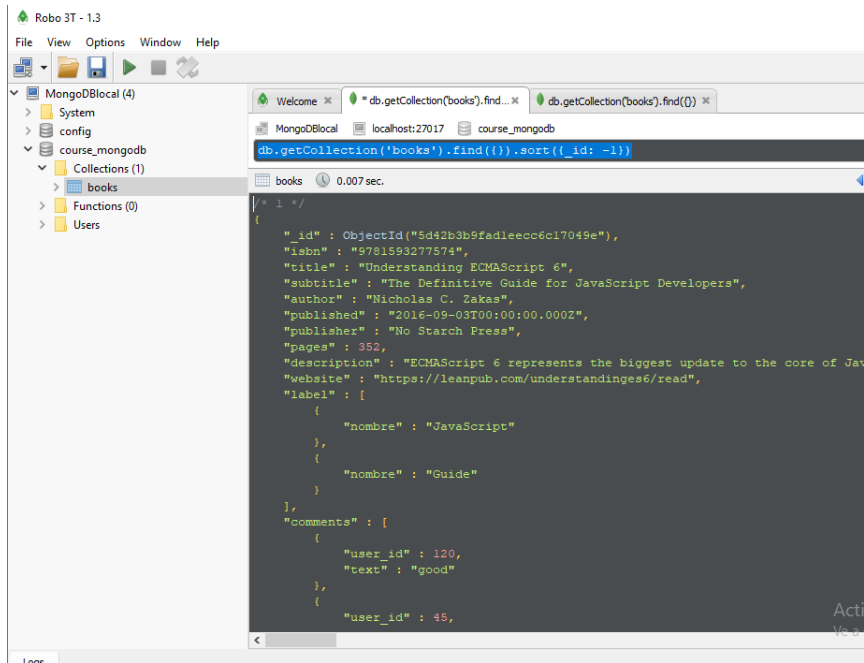 Robo 3T - 1.3
File View Options Window Help
MongoDBlocal (4)
System
config
course_mongodb
Collections (1)
books
Functions (0)
Users
Welcome
* db.getCollection('books').find...
db.getCollection('books').find({})
MongoDBlocal localhost:27017 course_mongodb
db.getCollection('books').find({}).sort({_id: -1})
books 0.007 sec.
/* 1 */
{
"_id" : ObjectId("5d42b3b9fad1eecc6c17049e"),
"isbn" : "9781593277574",
"title" : "Understanding ECMAScript 6",
"subtitle" : "The Definitive Guide for JavaScript Developers",
"author" : "Nicholas C. Zakas",
"published" : "2016-09-03T00:00:00.000Z",
"publisher" : "No Starch Press",
"pages" : 352,
"description" : "ECMAScript 6 represents the biggest update to the core of Jav
"website" : "https://leanpub.com/understandinges6/read",
"label" : [
{
"nombre" : "JavaScript"
},
{
"nombre" : "Guide"
}
],
"comments" : [
{
"user_id" : 120,
"text" : "good"
},
{
"user_id" : 45,
Acti
Ve a
Logs